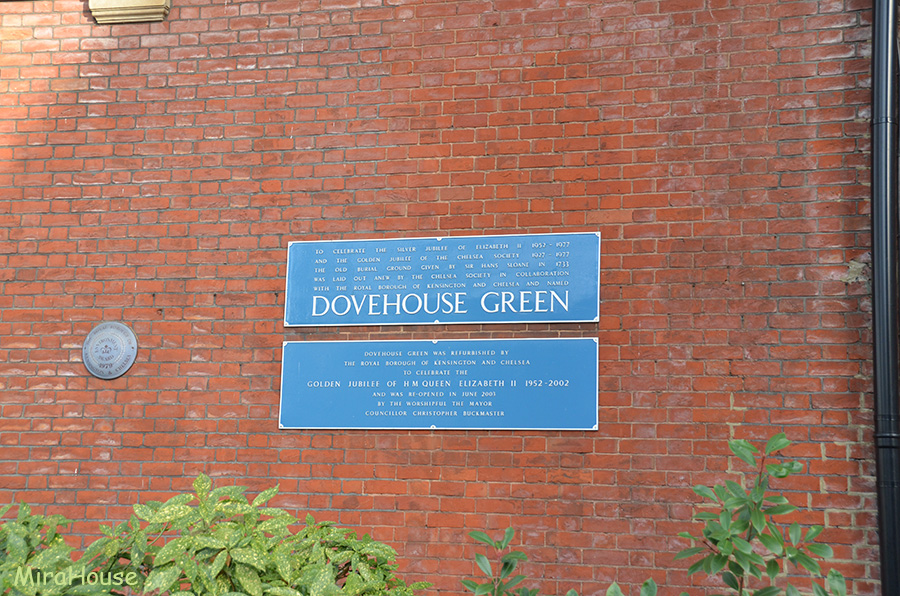 TO CELEBRATE THE SILVER JUBILEE OF ELIZABETH II 1952–1977
AND THE GOLDEN JUBILEE OF THE CHELSEA SOCIETY 1927–1977
THE OLD BURIAL GROUND GIVEN BY SIR HANS SLOANE IN 1733
WAS LAID OUT ANEW BY THE CHELSEA SOCIETY IN COLLABORATION
WITH THE ROYAL BOROUGH OF KENSINGTON AND CHELSEA AND NAMED
DOVEHOUSE GREEN
DOVEHOUSE GREEN WAS REFURBISHED BY
THE ROYAL BOROUGH OF KENSINGTON AND CHELSEA
TO CELEBRATE THE
GOLDEN JUBILEE OF H M QUEEN ELIZABETH II 1952-2002
AND WAS RE-OPENED IN JUNE 2003
BY THE WORSHIPFUL THE MAYOR
COUNCILLOR CHRISTOPHER BUCKMASTER
MiraHouse